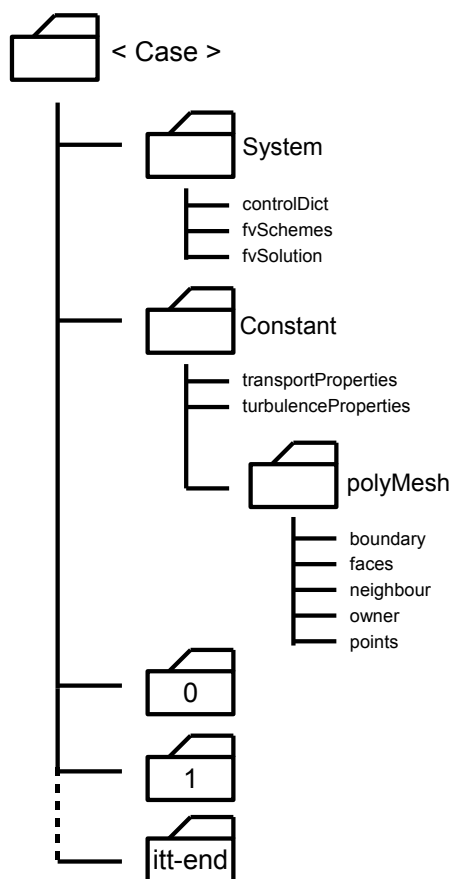 < Case >
System
controlDict
fvSchemes
fvSolution
Constant
transportProperties
turbulenceProperties
polyMesh
boundary
faces
neighbour
owner
points
0
1
itt-end